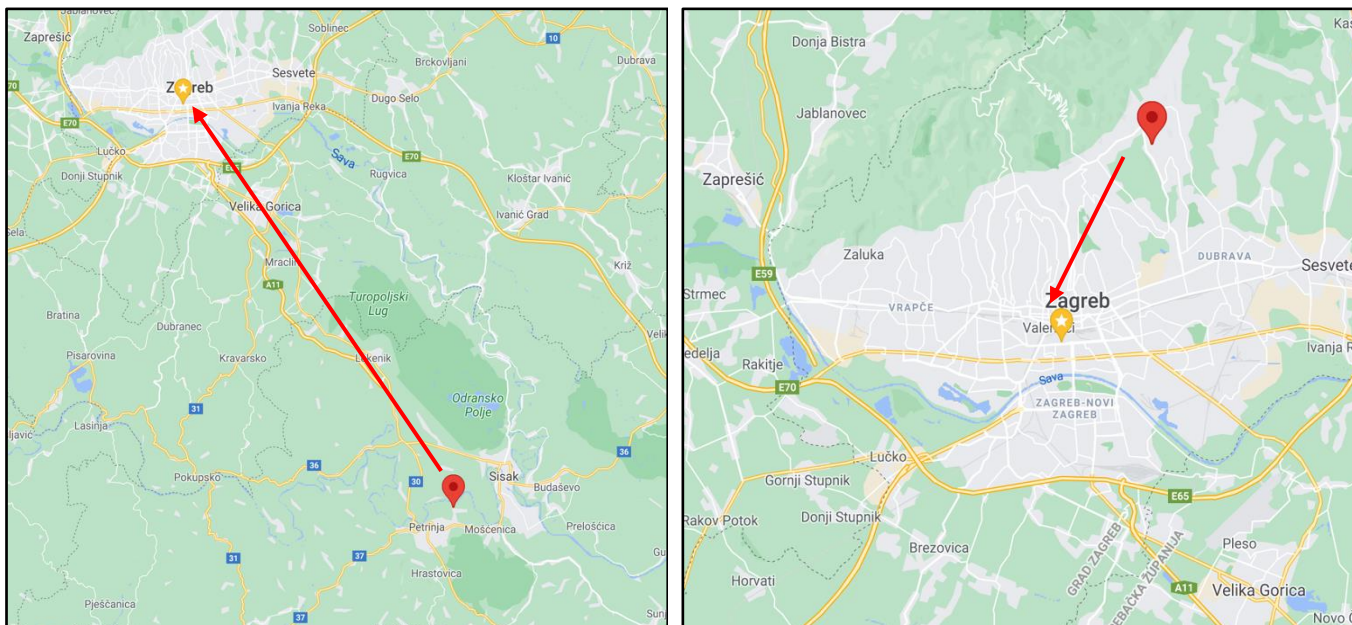 Jablanovec
Soblinec
Zaprešić
10
Brckovljani
Dubrava
Zagreb
Sesvete
70
Dugo Selo
Ivanja Reka
E70
Lučko
Sava
E70
Donji Stupnik
Rugvica
Kloštar Ivanić
Velika Gorica
Ivanić Grad
Mraclin
Križ
A11
Turopoljski
Lug
Bratina
Dubranec
Pisarovina
Kravarsko
Lekenik
Odransko
Polje
31
Lasinja
36
36
Pokupsko
30
Sisak
Budaševo
Petrinja
Mošćenica
Prelošćica
31
37
37
Hrastovica
Pješčanica
37
Sunj
Donja Bistra
Jablanovec
Zaprešić
Zaluka
DUBRAVA
E59
Sesvete
Strmec
VRAPČE
Zagreb
Rakitje
Ivanja R
E70
Sava
ZAGREB-NOVI
ZAGREB
Lučko
Gornji Stupnik
E65
Rakov Potok
Donji Stupnik
Brezovica
GRAD ZAGREB
Pleso
Horvati
A11
Velika Gorica